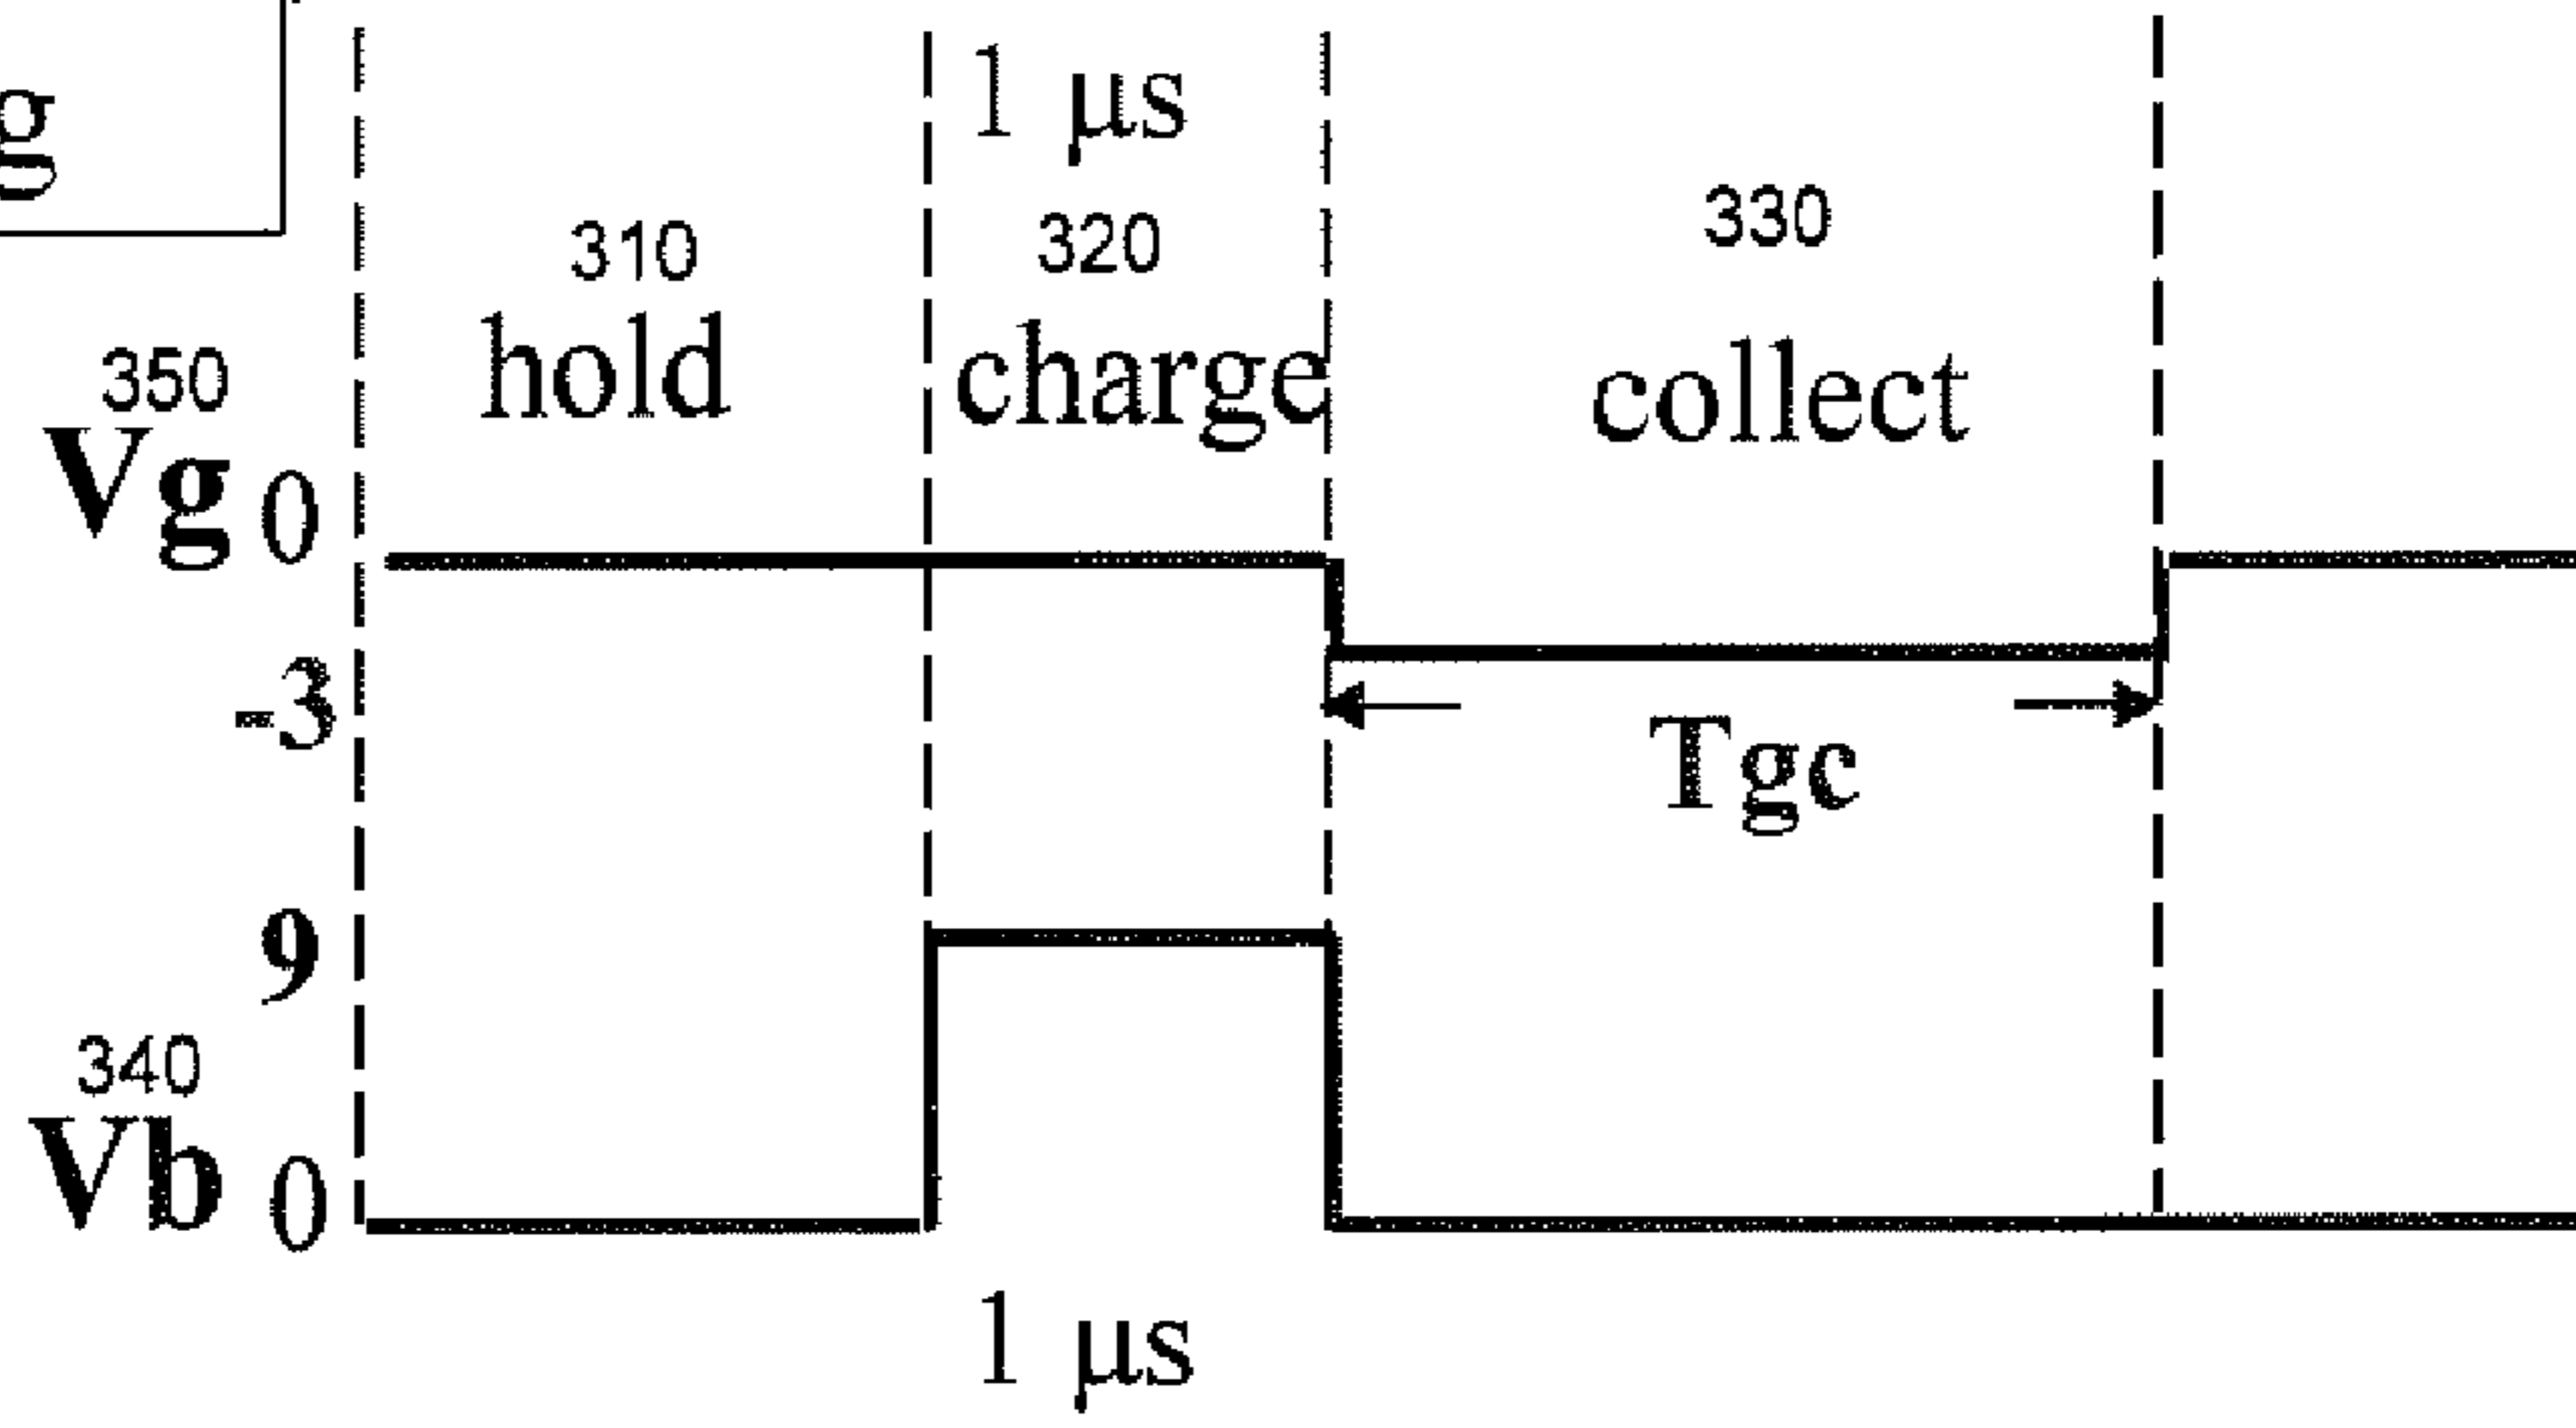 g
1 μs
310
320
330
hold
charge
collect
350
Vg 0
-3
Tgc
9
340
Vb 0
1 μs